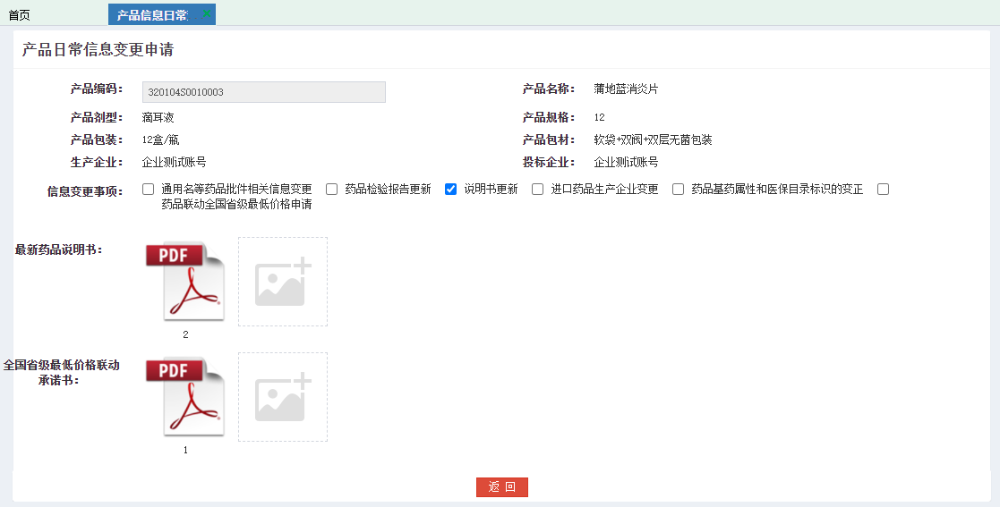 首页
产品信息日常
产品日常信息变更申请
产品编码： 320104S0010003 产品名称： 蒲地蓝消炎片
产品剂型： 滴耳液 产品规格： 12
产品包装： 12盒/瓶 产品包材： 软袋+双阀+双层无菌包装
生产企业： 企业测试账号 投标企业： 企业测试账号
信息变更事项： 通用名等药品批件相关信息变更 药品检验报告更新 说明书更新 进口药品生产企业变更 药品基药属性和医保目录标识的变正
药品联动全国省级最低价格申请
最新药品说明书：
PDF
2
全国省级最低价格联动
承诺书：
PDF
1
返 回